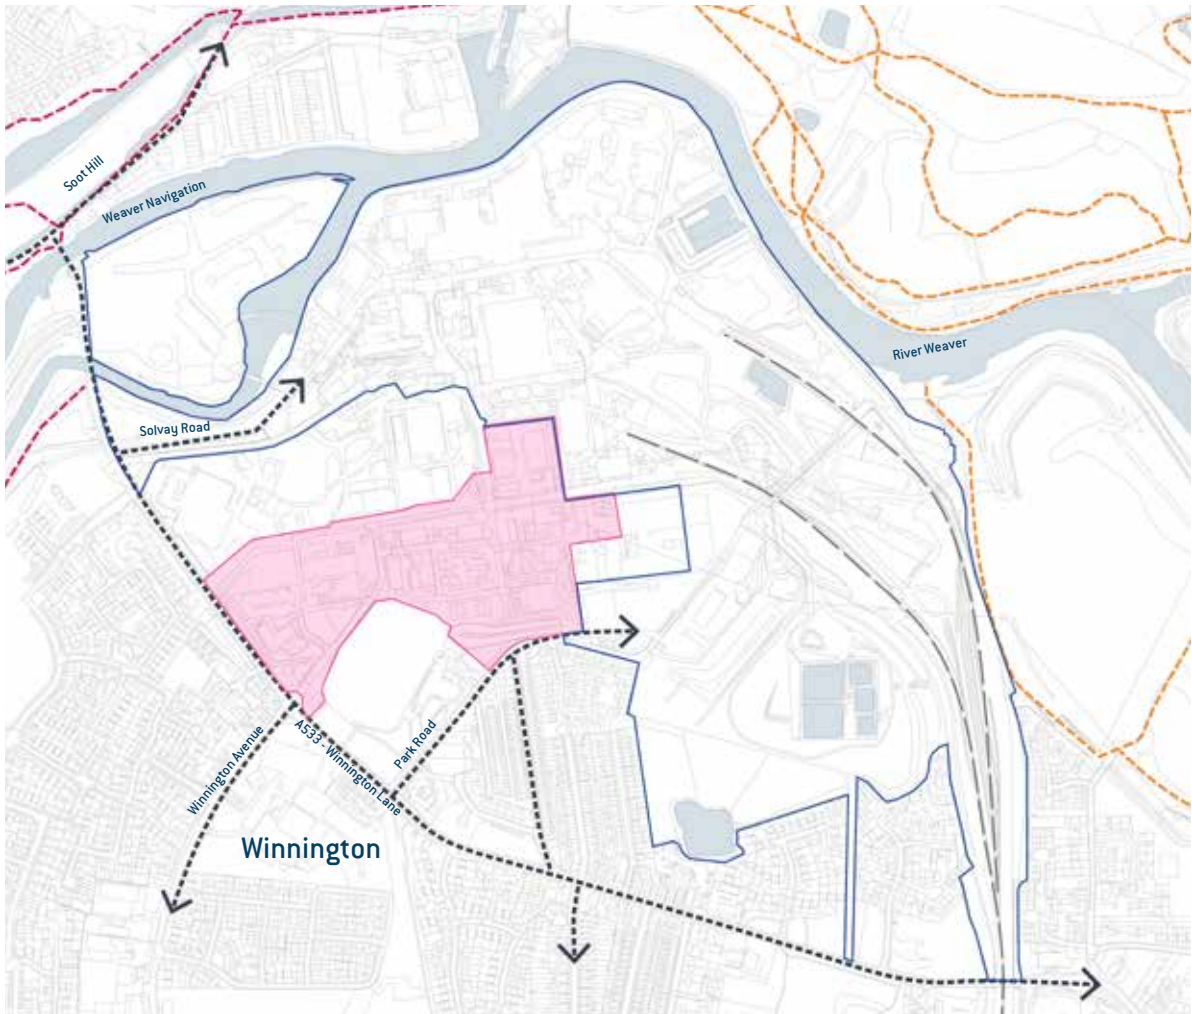 Soot Hill
Weaver Navigation
River Weaver
Solvay Road
Winnington Avenue
A533 - Winnington Lane
Park Road
Winnington